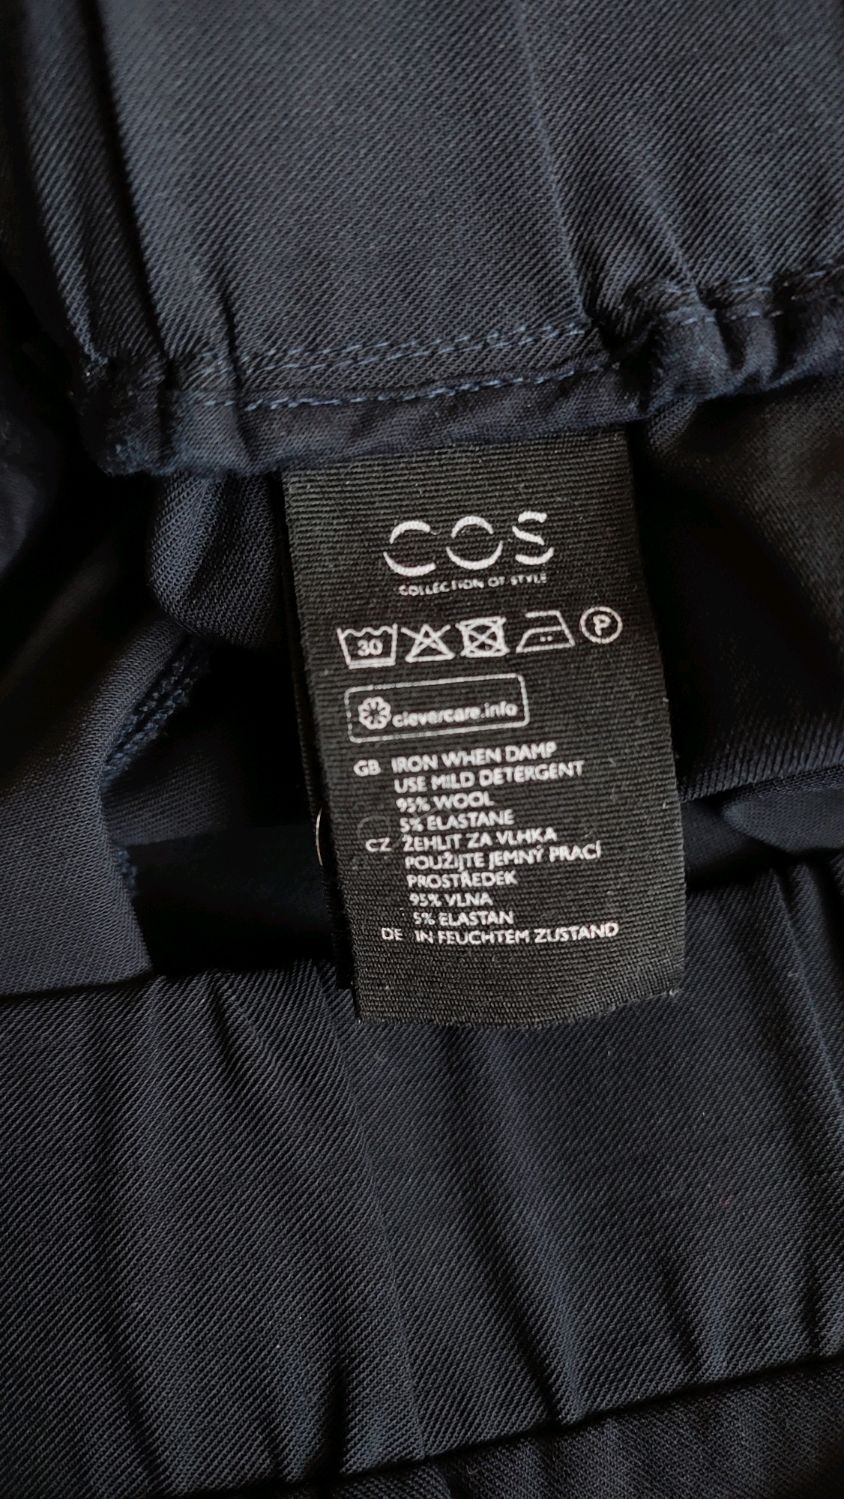 COS
COLLECTION OF STYLE
30 P
clevercare.info
GB IRON WHEN DAMP
USE MILD DETERGENT
95% WOOL
5% ELASTANE
CZ ŽEHLIT ZA VLHKA
POUŽIJTE JEMNÝ PRACÍ
PROSTŘEDEK
95% VLNA
5% ELASTAN
DE IN FEUCHTEM ZUSTAND